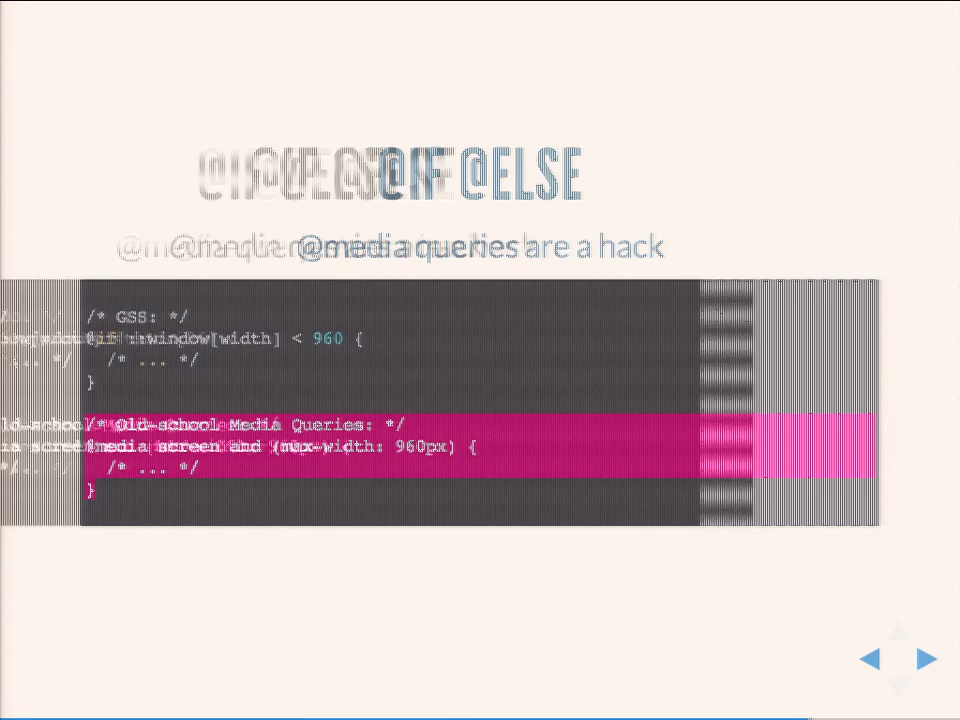 @IF @ELSE
@media queries are a hack
/* GSS: */
@if ::window[width] < 960 {
/* ... */
}
/* Old-school Media Queries: */
@media screen and (max-width: 960px) {
/* ... */
}